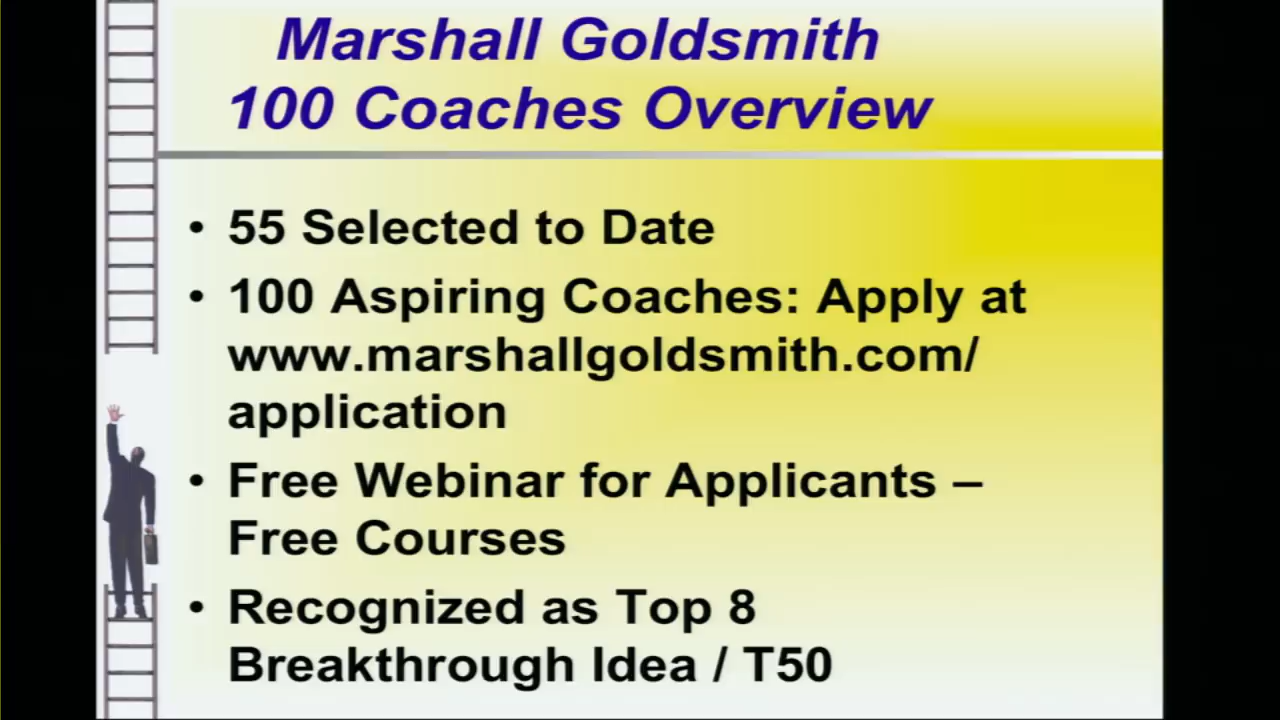 Marshall Goldsmith
100 Coaches Overview
• 55 Selected to Date
• 100 Aspiring Coaches: Apply at
www.marshallgoldsmith.com/
application
• Free Webinar for Applicants –
Free Courses
• Recognized as Top 8
Breakthrough Idea / T50